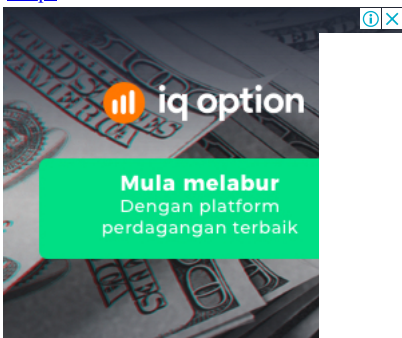 iq option
Mula melabur
Dengan platform
perdagangan terbaik